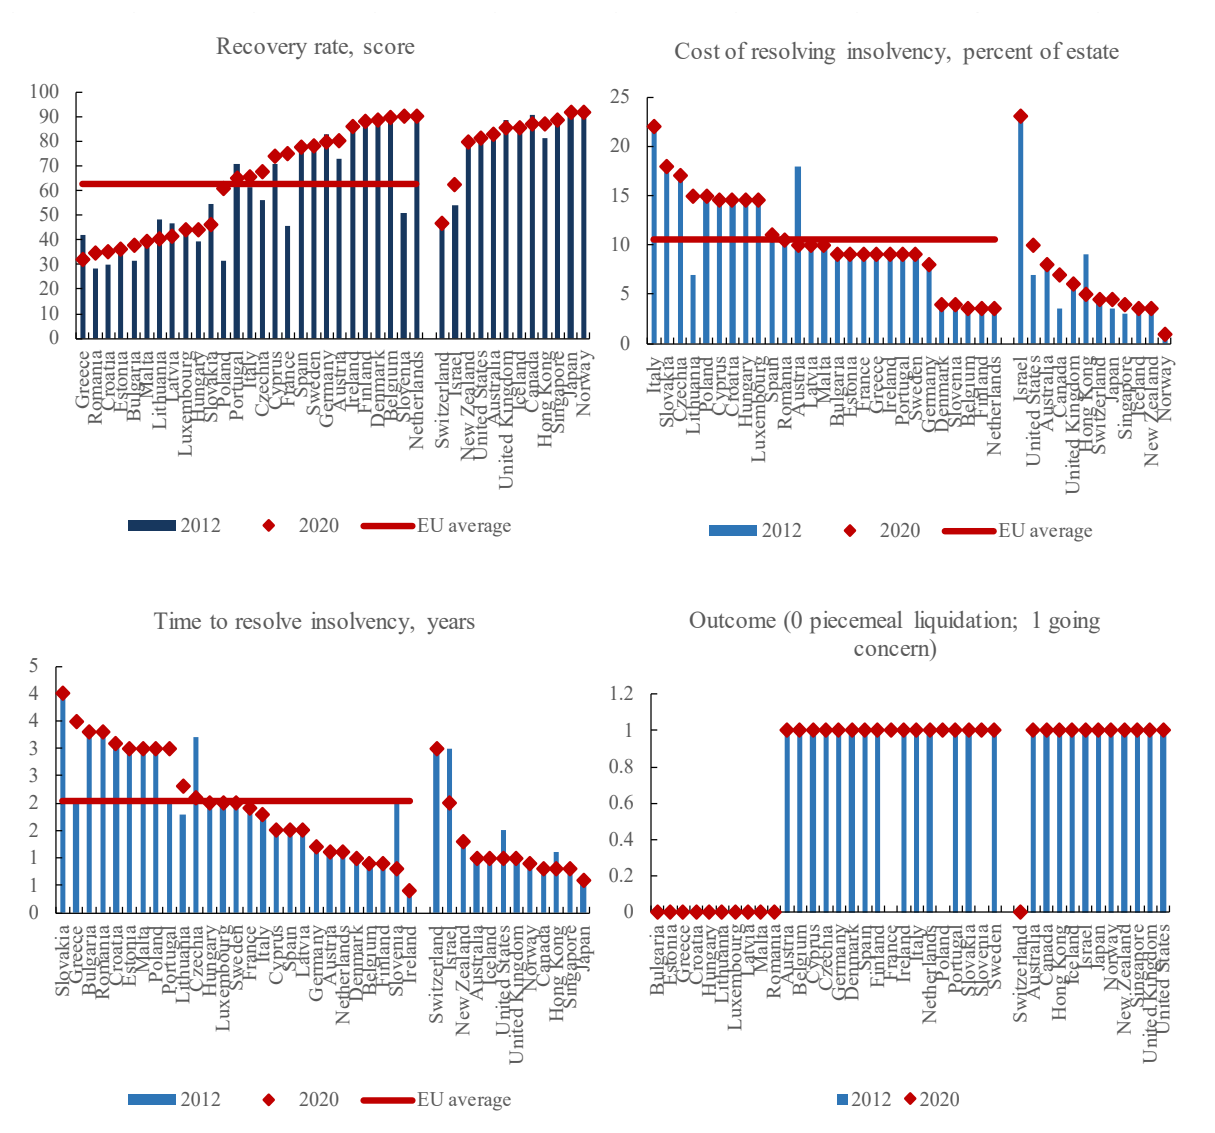 Recovery rate, score
100
90
80
70
60
50
40
30
20
10
0
Greece
Romania
Croatia
Estonia
Bulgaria
Malta
Lithuania
Latvia
Luxembourg
Hungary
Slovakia
Poland
Portugal
Italy
Czechia
Cyprus
France
Spain
Sweden
Germany
Austria
Ireland
Finland
Denmark
Belgium
Slovenia
Netherlands
Switzerland
Israel
New Zealand
United States
Australia
United Kingdom
Iceland
Canada
Hong Kong
Singapore
Japan
Norway
2012 2020 EU average
Cost of resolving insolvency, percent of estate
25
20
15
10
5
0
Italy
Slovakia
Czechia
Lithuania
Poland
Cyprus
Croatia
Hungary
Luxembourg
Spain
Romania
Austria
Latvia
Malta
Bulgaria
Estonia
France
Greece
Ireland
Portugal
Sweden
Germany
Denmark
Slovenia
Belgium
Finland
Netherlands
Israel
United States
Australia
Canada
United Kingdom
Hong Kong
Switzerland
Japan
Singapore
Iceland
New Zealand
Norway
2012 2020 EU average
Time to resolve insolvency, years
5
4
4
3
3
2
2
1
1
0
Slovakia
Greece
Bulgaria
Romania
Croatia
Estonia
Malta
Poland
Portugal
Lithuania
Czechia
Hungary
Luxembourg
Sweden
France
Italy
Cyprus
Spain
Latvia
Germany
Austria
Netherlands
Denmark
Belgium
Finland
Slovenia
Ireland
Switzerland
Israel
New Zealand
Australia
Iceland
United States
United Kingdom
Norway
Canada
Hong Kong
Singapore
Japan
2012 2020 EU average
Outcome (0 piecemeal liquidation; 1 going
concern)
1.2
1
0.8
0.6
0.4
0.2
0
Bulgaria
Estonia
Greece
Croatia
Hungary
Lithuania
Luxembourg
Latvia
Malta
Romania
Austria
Belgium
Cyprus
Czechia
Germany
Denmark
Spain
Finland
France
Ireland
Italy
Netherlands
Poland
Portugal
Slovakia
Slovenia
Sweden
Switzerland
Australia
Canada
Hong Kong
Iceland
Israel
Japan
Norway
New Zealand
Singapore
United Kingdom
United States
2012 2020